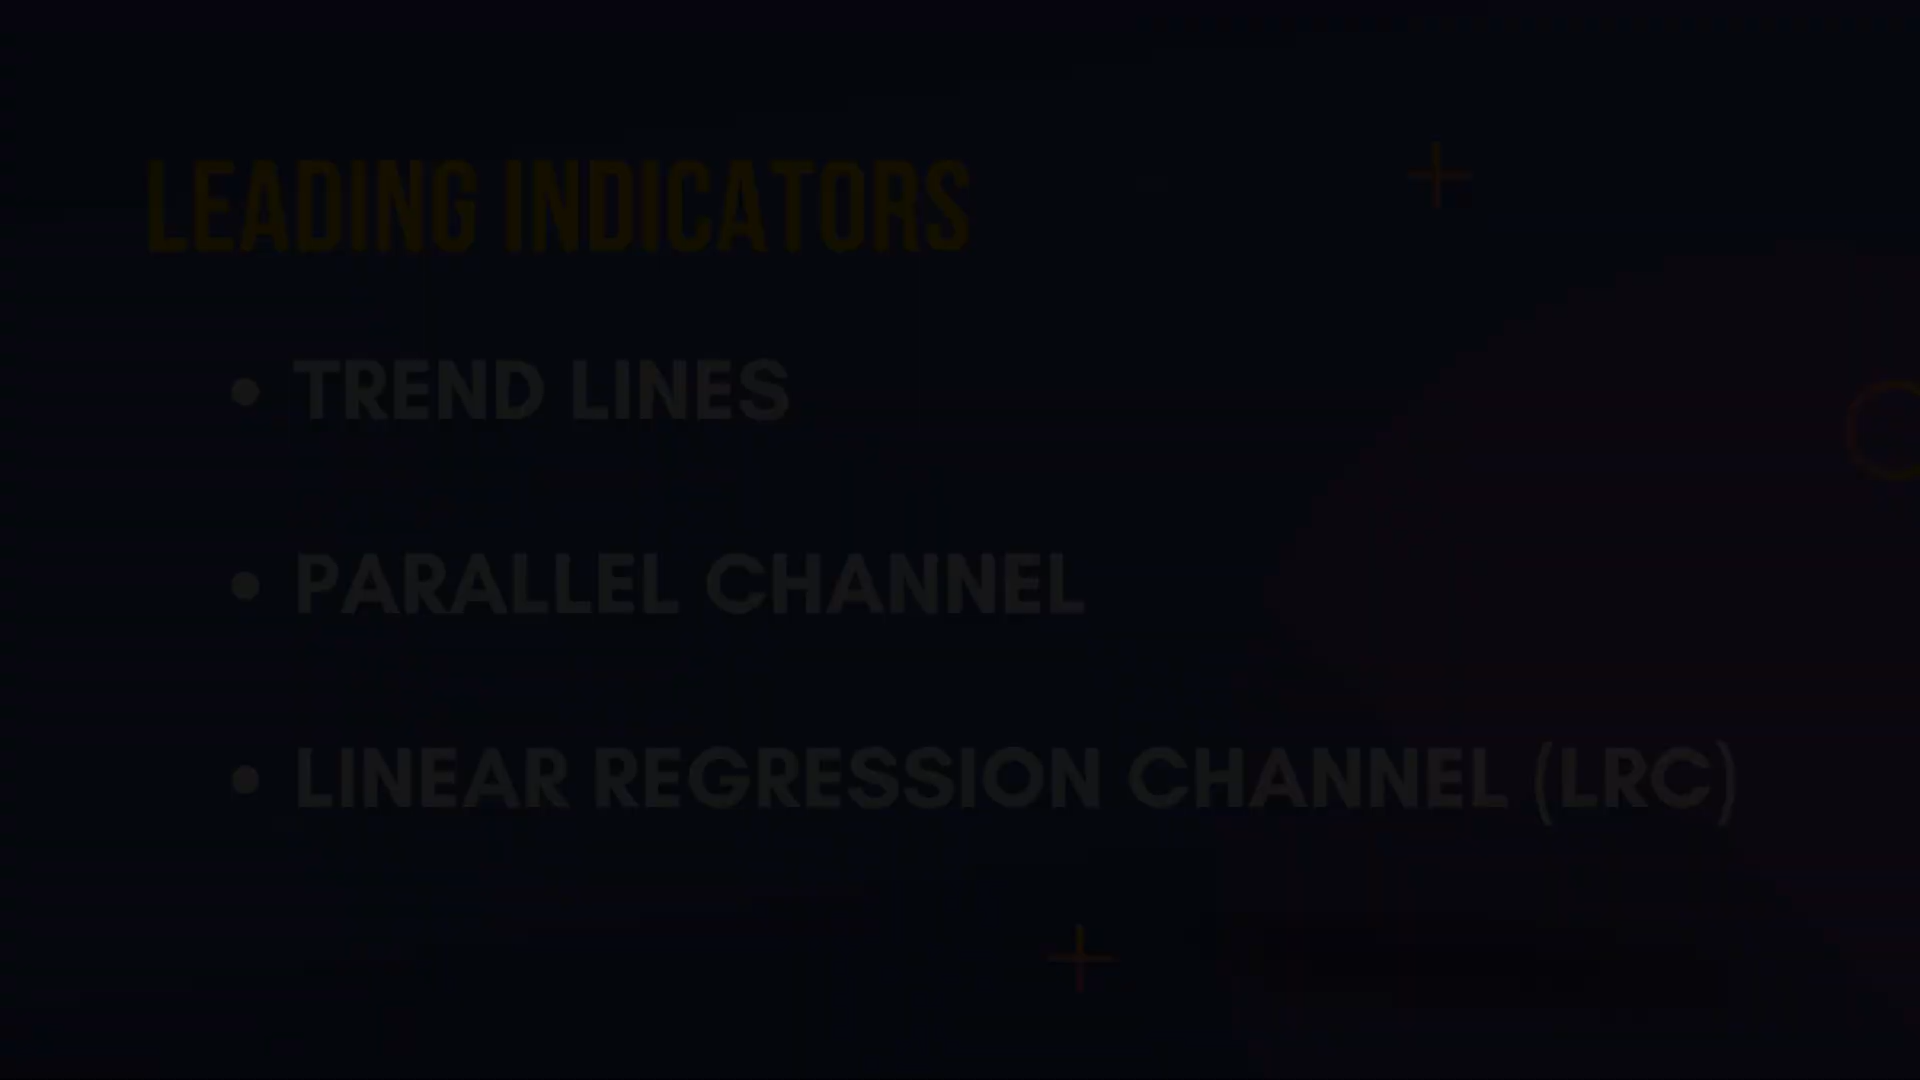 LEADING INDICATORS
• TREND LINES
• PARALLEL CHANNEL
• LINEAR REGRESSION CHANNEL (LRC)